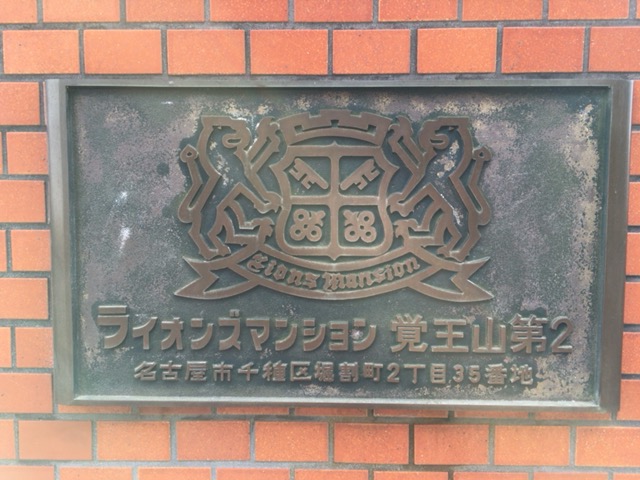 Lions Mansion
ライオンズマンション 覚王山第2
名古屋市千種区堀割町2丁目35番地